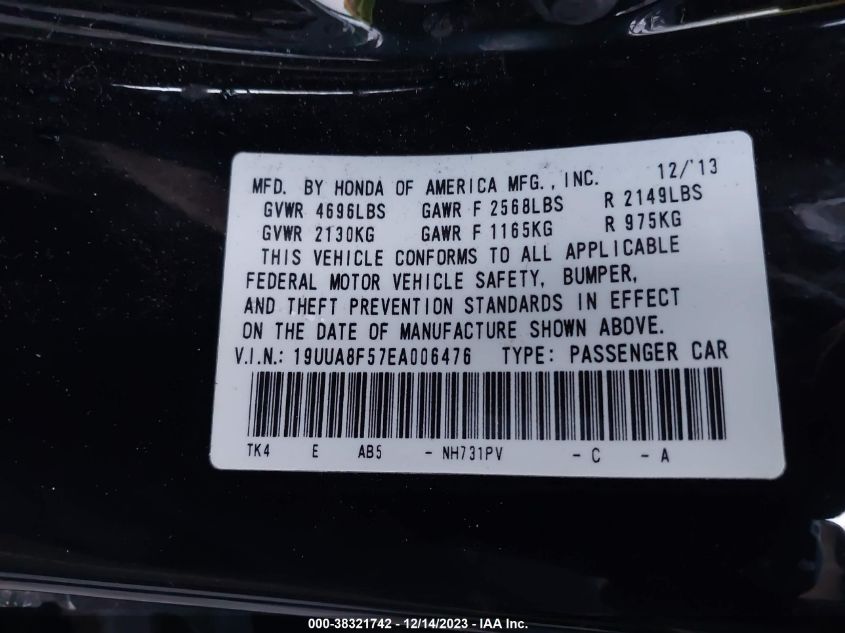 MFD. BY HONDA OF AMERICA MFG., INC. 12/'13
GVWR 4696LBS GAWR F 2568LBS R 2149LBS
GVWR 2130KG GAWR F 1165KG R 975KG
THIS VEHICLE CONFORMS TO ALL APPLICABLE
FEDERAL MOTOR VEHICLE SAFETY, BUMPER,
AND THEFT PREVENTION STANDARDS IN EFFECT
ON THE DATE OF MANUFACTURE SHOWN ABOVE.
V.I.N.: 19UUA8F57EA006476 TYPE: PASSENGER CAR
TK4 E AB5 - NH731PV - C - A
000-38321742 - 12/14/2023 - IAA Inc.